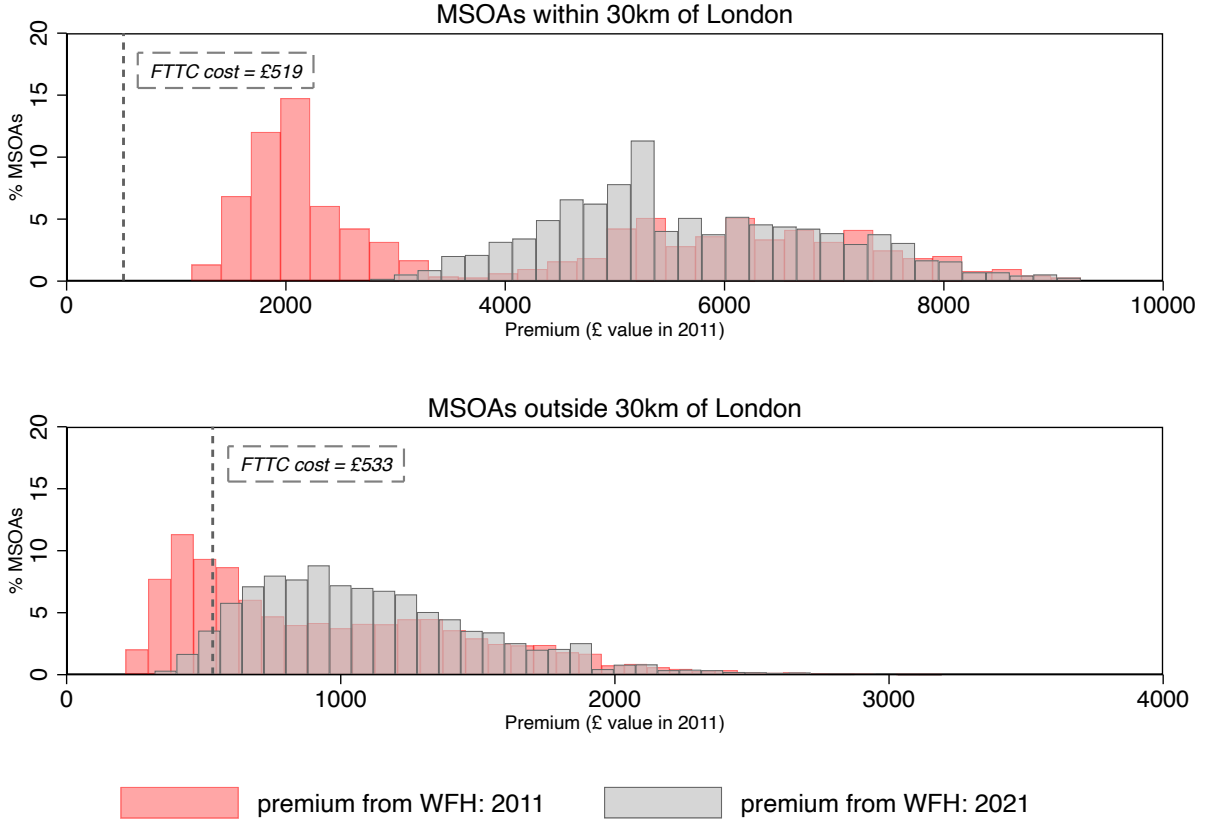 MSOAs within 30km of London
% MSOAs
20
15
10
5
0
FTTC cost = £519
0 2000 4000 6000 8000 10000
Premium (£ value in 2011)
MSOAs outside 30km of London
% MSOAs
20
15
10
5
0
FTTC cost = £533
0 1000 2000 3000 4000
Premium (£ value in 2011)
premium from WFH: 2011 premium from WFH: 2021